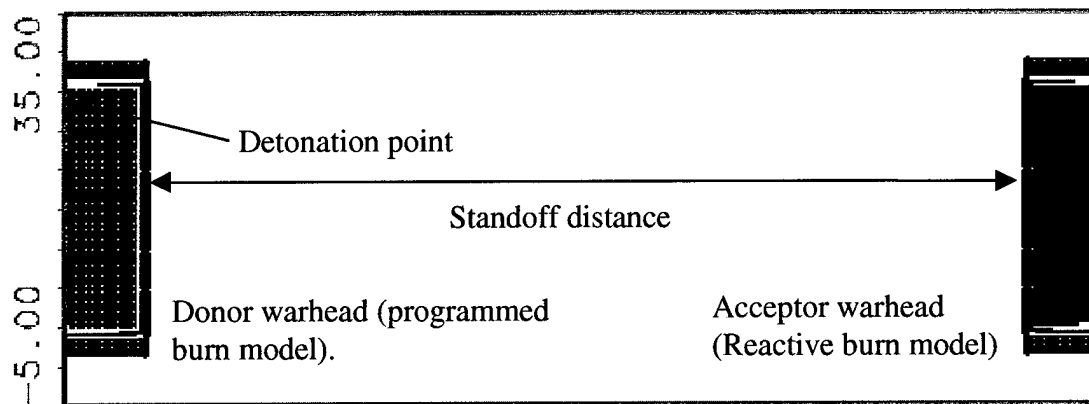 35.00
Detonation point
Standoff distance
Donor warhead (programmed
burn model).
Acceptor warhead
(Reactive burn model)
-5.00